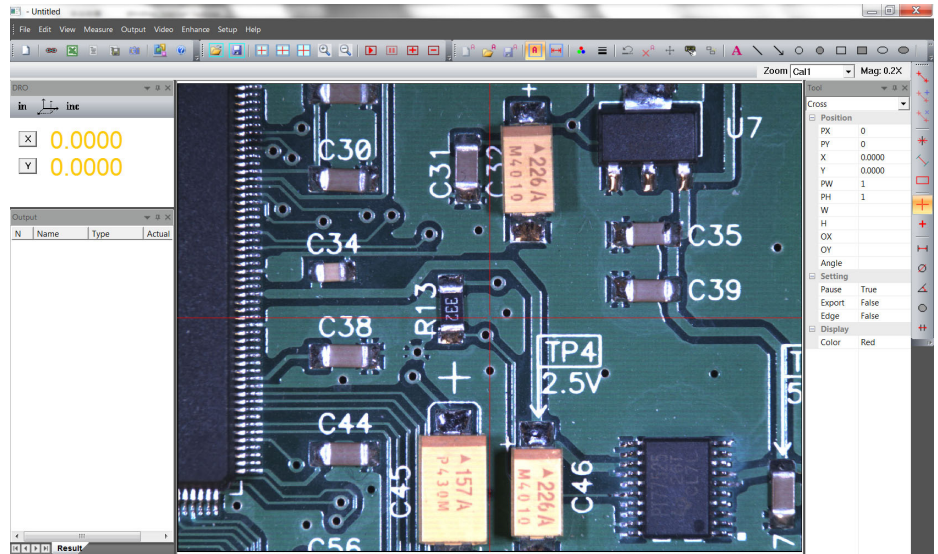 - Untitled
File Edit View Measure Output Video Enhance Setup Help
A
Zoom Cal1 Mag: 0.2X
DRO
in inc
X 0.0000
Y 0.0000
Output
N Name Type Actual
Result
C30
C31
C32
226A
M4010
U7
C34
C35
R13
332
C39
C38
TP4
2.5V
T
5
C44
C45
157A
P430M
226A
M4010
C46
C56
7
Tool
Cross
Position
PX 0
PY 0
X 0.0000
Y 0.0000
PW 1
PH 1
W
H
OX
OY
Angle
Setting
Pause True
Export False
Edge False
Display
Color Red